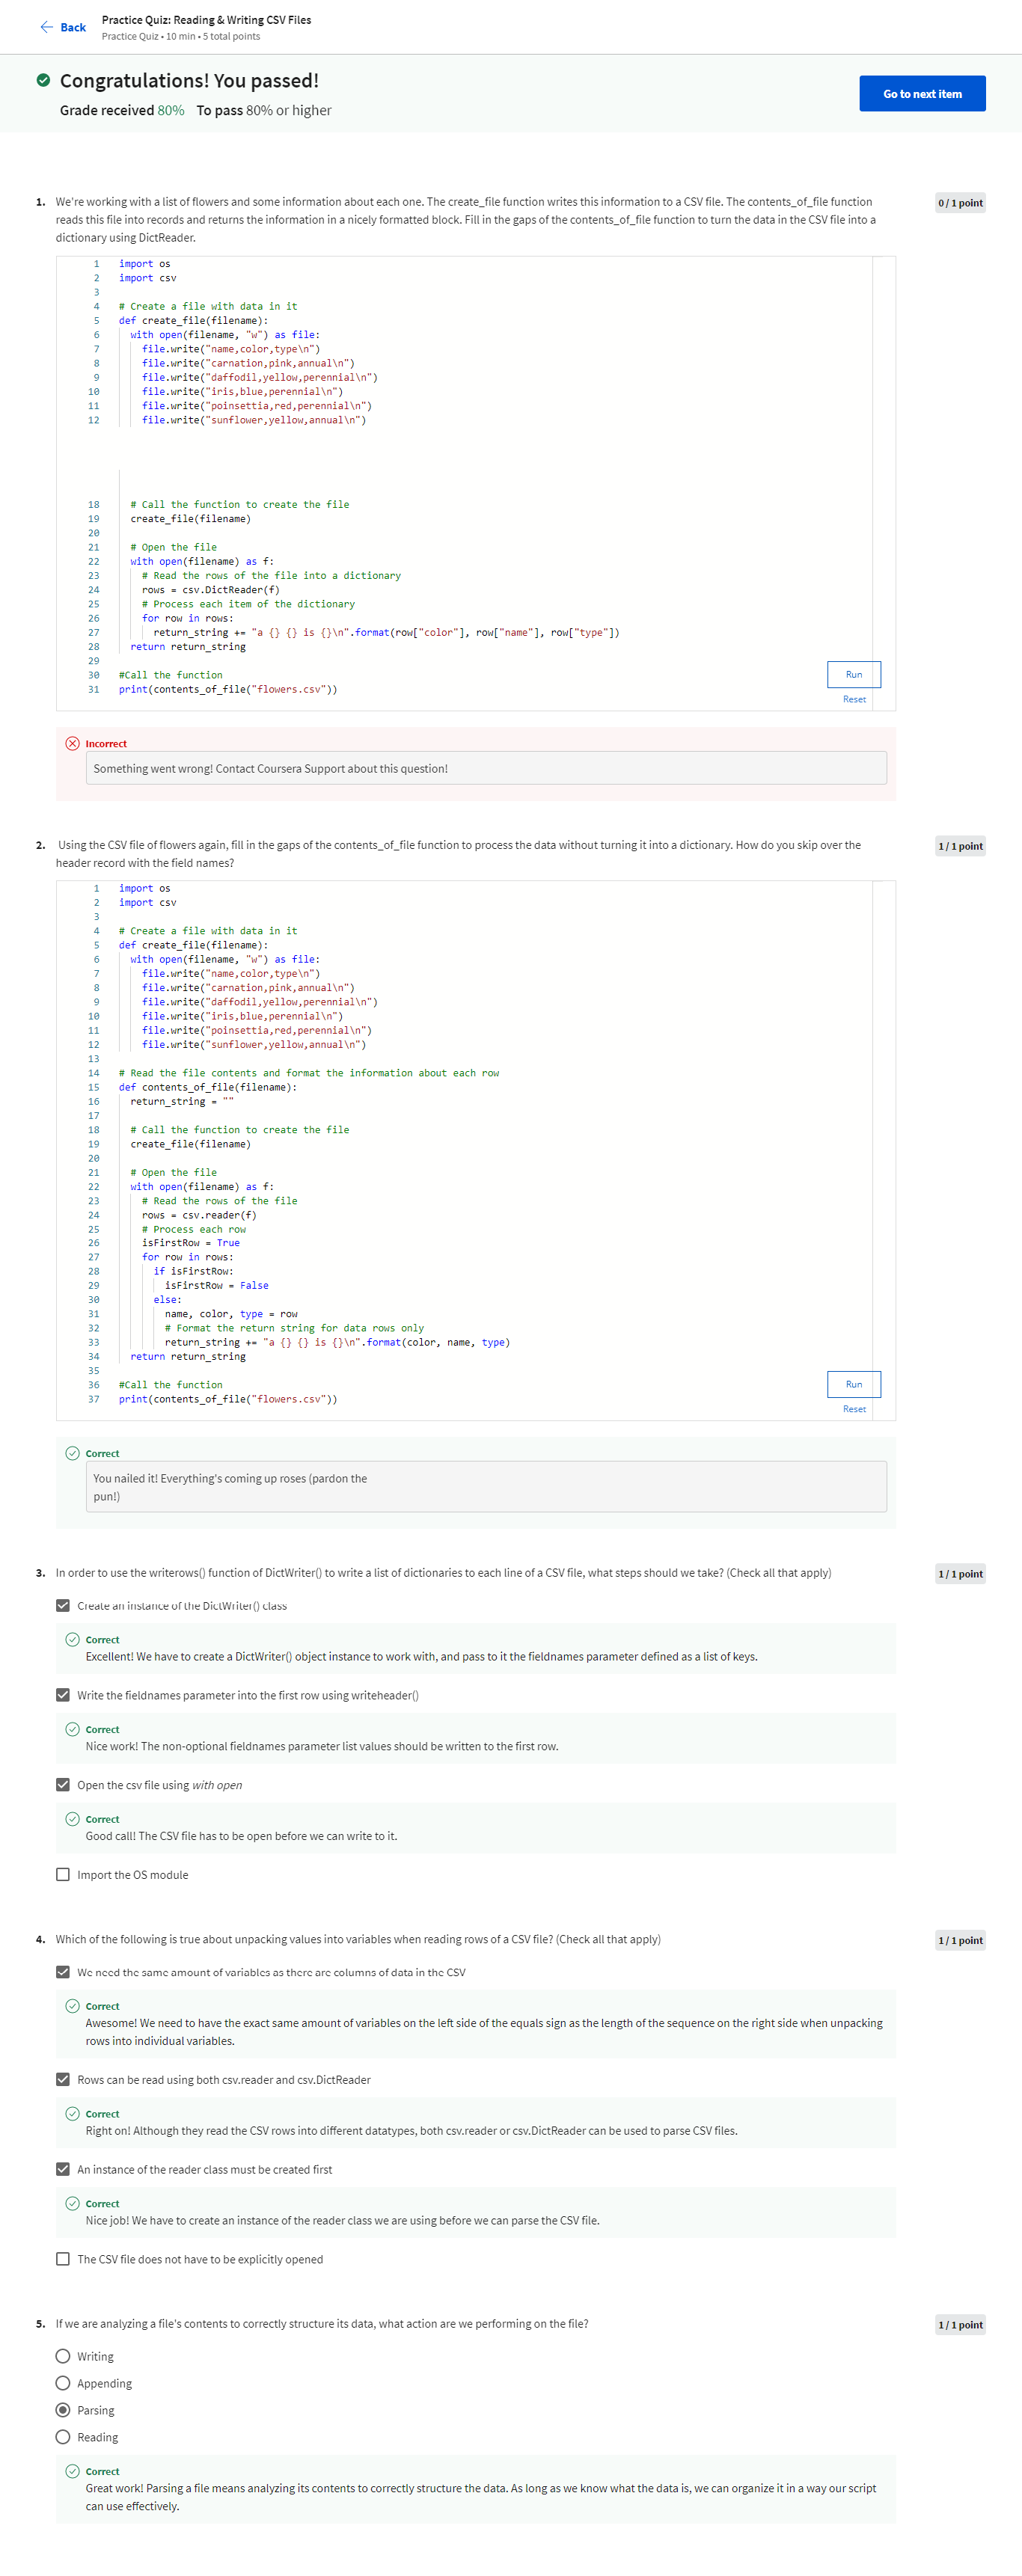 Back
Practice Quiz: Reading & Writing CSV Files
Practice Quiz • 10 min • 5 total points
Congratulations! You passed!
Grade received 80% To pass 80% or higher
Go to next item
1. We're working with a list of flowers and some information about each one. The create_file function writes this information to a CSV file. The contents_of_file function
reads this file into records and returns the information in a nicely formatted block. Fill in the gaps of the contents_of_file function to turn the data in the CSV file into a
dictionary using DictReader.
0 / 1 point
1 import os
2 import csv
3
4 # Create a file with data in it
5 def create_file(filename):
6 with open(filename, "w") as file:
7 file.write("name,color,type\n")
8 file.write("carnation,pink,annual\n")
9 file.write("daffodil,yellow,perennial\n")
10 file.write("iris,blue,perennial\n")
11 file.write("poinsettia,red,perennial\n")
12 file.write("sunflower,yellow,annual\n")
18 # Call the function to create the file
19 create_file(filename)
20
21 # Open the file
22 with open(filename) as f:
23 # Read the rows of the file into a dictionary
24 rows = csv.DictReader(f)
25 # Process each item of the dictionary
26 for row in rows:
27 return_string += "a {} {} is {}\n".format(row["color"], row["name"], row["type"])
28 return return_string
29
30 #Call the function
31 print(contents_of_file("flowers.csv"))
Run
Reset
Incorrect
Something went wrong! Contact Coursera Support about this question!
2. Using the CSV file of flowers again, fill in the gaps of the contents_of_file function to process the data without turning it into a dictionary. How do you skip over the
header record with the field names?
1 / 1 point
1 import os
2 import csv
3
4 # Create a file with data in it
5 def create_file(filename):
6 with open(filename, "w") as file:
7 file.write("name,color,type\n")
8 file.write("carnation,pink,annual\n")
9 file.write("daffodil,yellow,perennial\n")
10 file.write("iris,blue,perennial\n")
11 file.write("poinsettia,red,perennial\n")
12 file.write("sunflower,yellow,annual\n")
13
14 # Read the file contents and format the information about each row
15 def contents_of_file(filename):
16 return_string = ""
17
18 # Call the function to create the file
19 create_file(filename)
20
21 # Open the file
22 with open(filename) as f:
23 # Read the rows of the file
24 rows = csv.reader(f)
25 # Process each row
26 isFirstRow = True
27 for row in rows:
28 if isFirstRow:
29 isFirstRow = False
30 else:
31 name, color, type = row
32 # Format the return string for data rows only
33 return_string += "a {} {} is {}\n".format(color, name, type)
34 return return_string
35
36 #Call the function
37 print(contents_of_file("flowers.csv"))
Run
Reset
Correct
You nailed it! Everything's coming up roses (pardon the
pun!)
3. In order to use the writerows() function of DictWriter() to write a list of dictionaries to each line of a CSV file, what steps should we take? (Check all that apply)
1 / 1 point
Create an instance of the DictWriter() class
Correct
Excellent! We have to create a DictWriter() object instance to work with, and pass to it the fieldnames parameter defined as a list of keys.
Write the fieldnames parameter into the first row using writeheader()
Correct
Nice work! The non-optional fieldnames parameter list values should be written to the first row.
Open the csv file using with open
Correct
Good call! The CSV file has to be open before we can write to it.
Import the OS module
4. Which of the following is true about unpacking values into variables when reading rows of a CSV file? (Check all that apply)
1 / 1 point
We need the same amount of variables as there are columns of data in the CSV
Correct
Awesome! We need to have the exact same amount of variables on the left side of the equals sign as the length of the sequence on the right side when unpacking
rows into individual variables.
Rows can be read using both csv.reader and csv.DictReader
Correct
Right on! Although they read the CSV rows into different datatypes, both csv.reader or csv.DictReader can be used to parse CSV files.
An instance of the reader class must be created first
Correct
Nice job! We have to create an instance of the reader class we are using before we can parse the CSV file.
The CSV file does not have to be explicitly opened
5. If we are analyzing a file's contents to correctly structure its data, what action are we performing on the file?
1 / 1 point
Writing
Appending
Parsing
Reading
Correct
Great work! Parsing a file means analyzing its contents to correctly structure the data. As long as we know what the data is, we can organize it in a way our script
can use effectively.